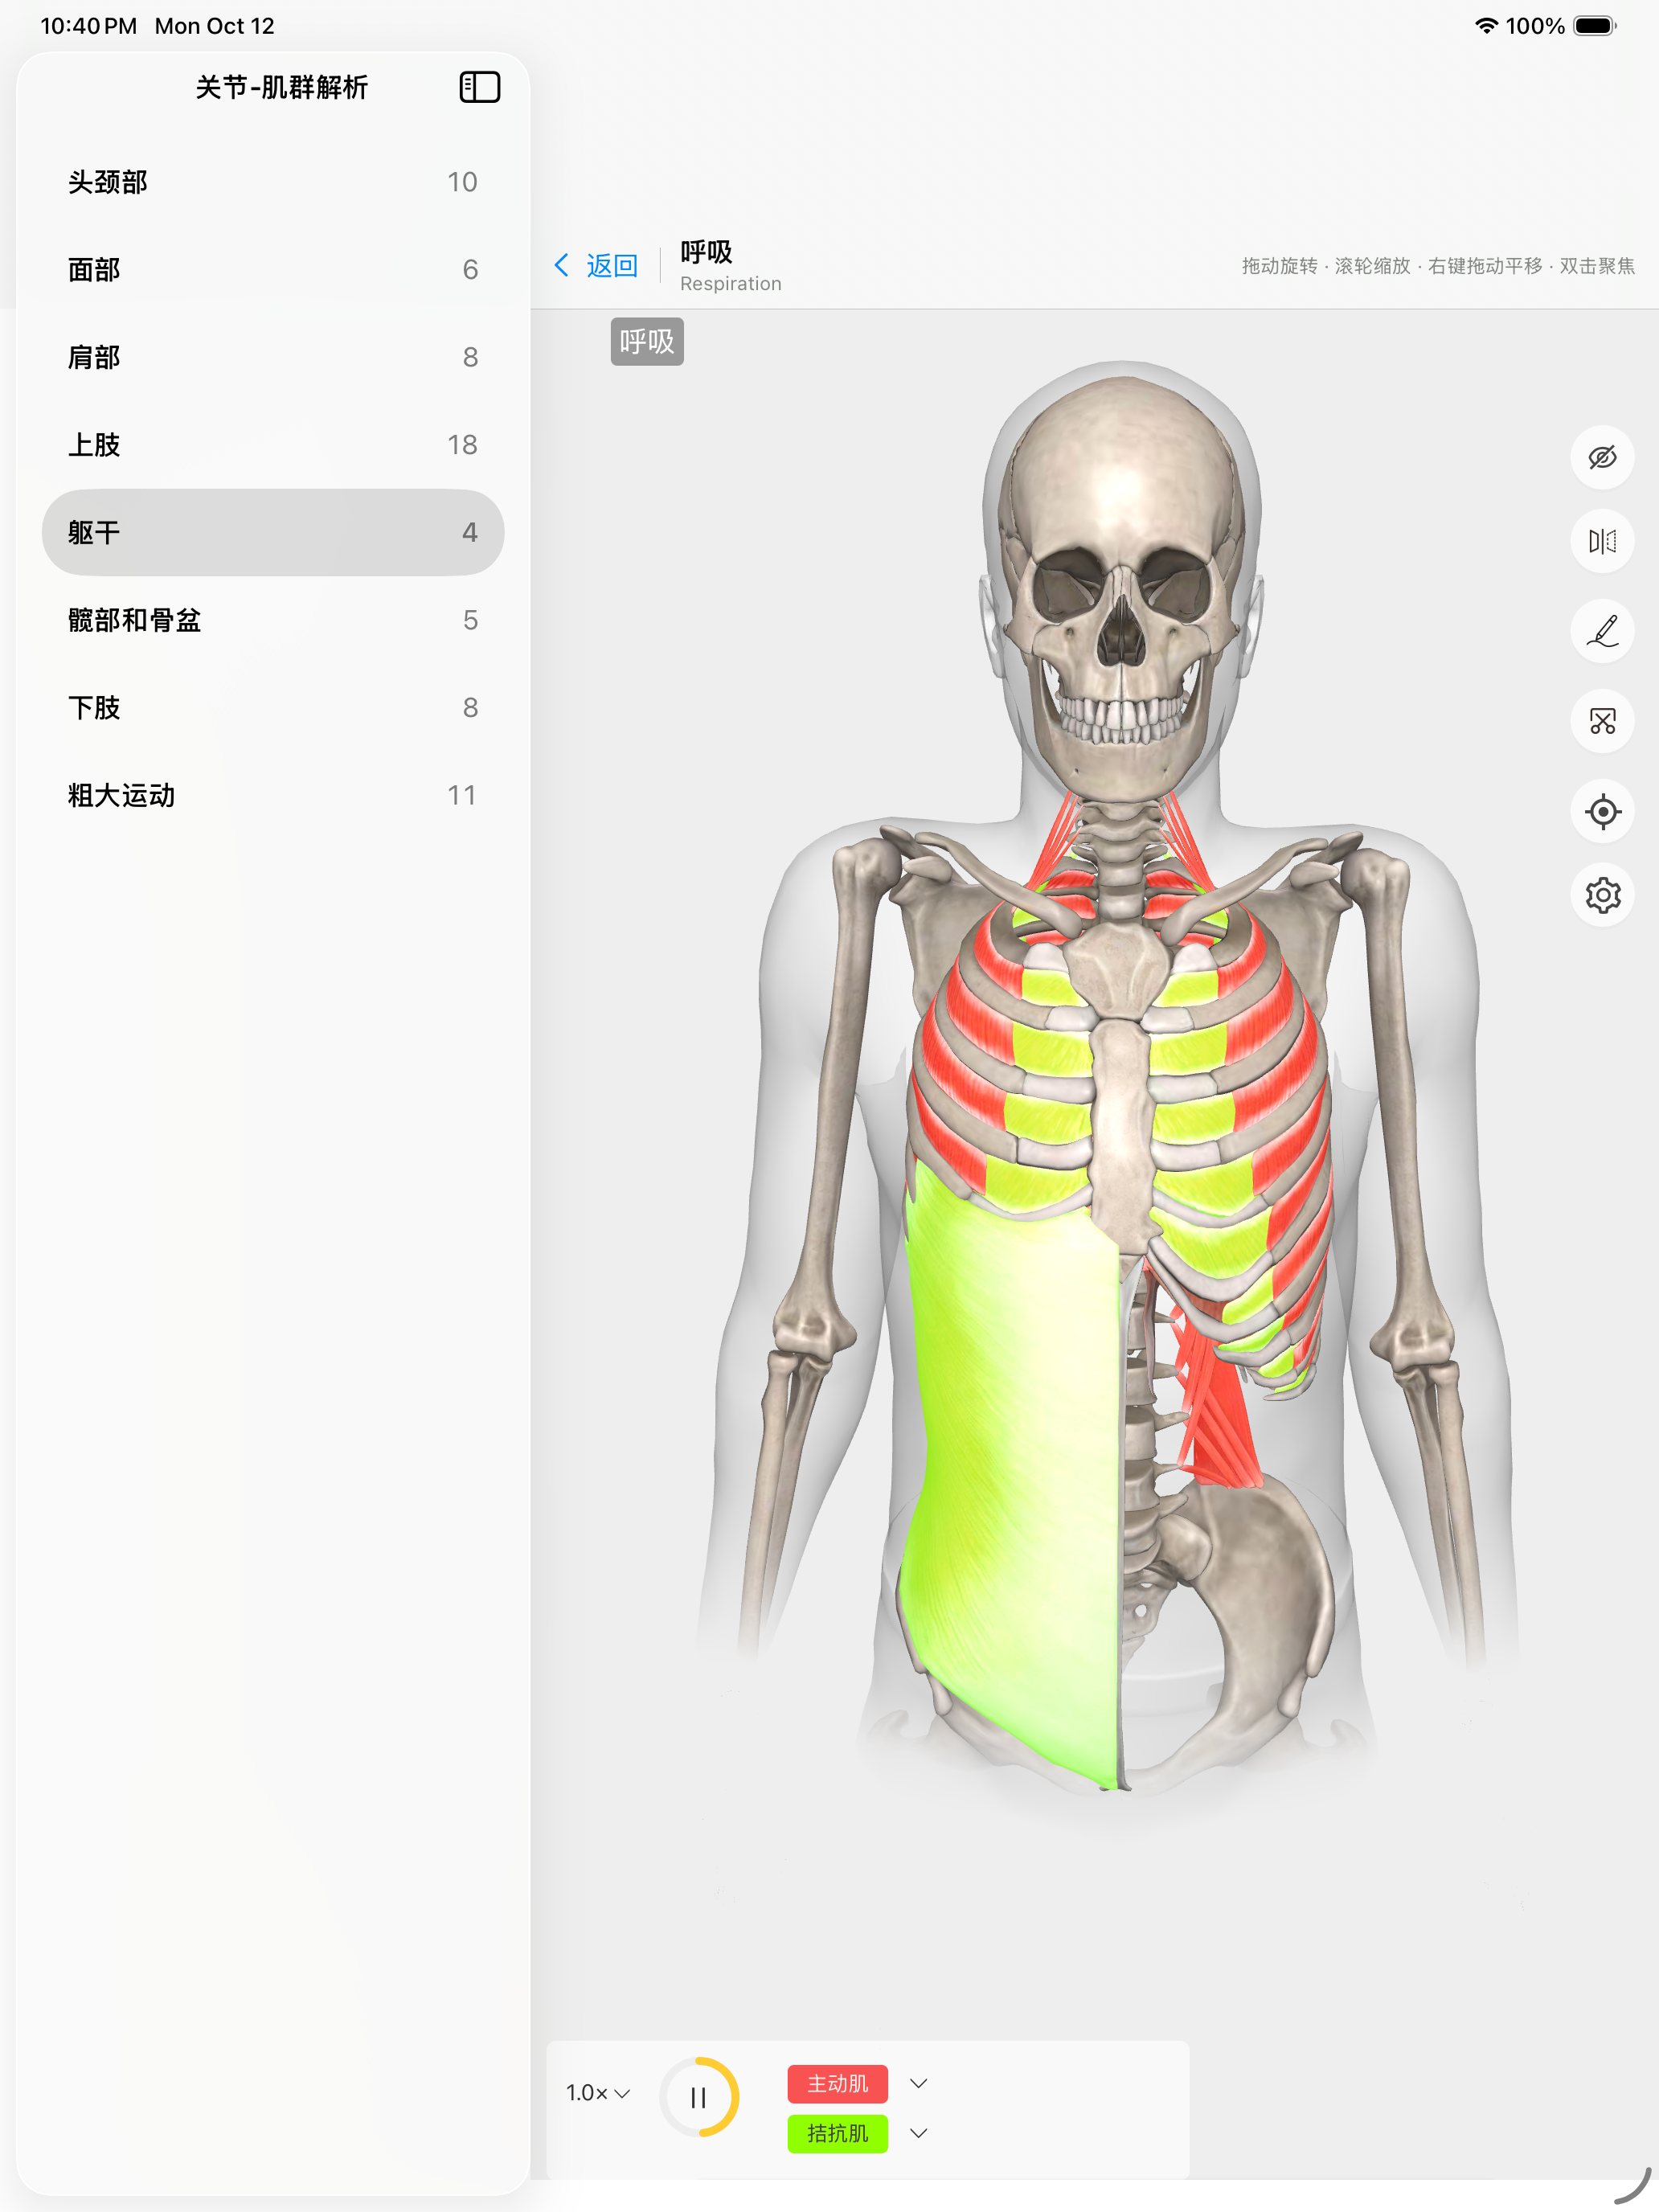 10:40 PM Mon Oct 12
100%
关节-肌群解析
头颈部 10
面部 6
肩部 8
上肢 18
躯干 4
髋部和骨盆 5
下肢 8
粗大运动 11
返回
呼吸
Respiration
拖动旋转 · 滚轮缩放 · 右键拖动平移 · 双击聚焦
呼吸
1.0×
主动肌
拮抗肌